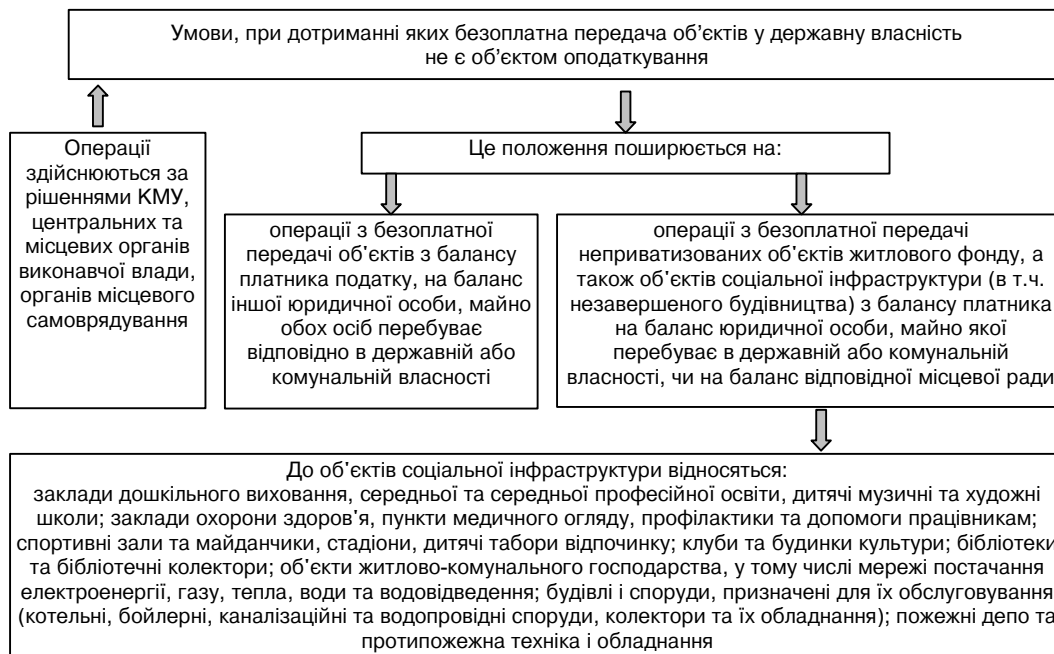 Умови, при дотриманні яких безоплатна передача об’єктів у державну власність
не є об’єктом оподаткування
Операції
здійснюються за
рішеннями КМУ,
центральних та
місцевих органів
виконавчої влади,
органів місцевого
самоврядування
Це положення поширюється на:
операції з безоплатної
передачі об'єктів з балансу
платника податку, на баланс
іншої юридичної особи, майно
обох осіб перебуває
відповідно в державній або
комунальній власності
операції з безоплатної передачі
неприватизованих об’єктів житлового фонду, а
також об’єктів соціальної інфраструктури (в т.ч.
незавершеного будівництва) з балансу платника
на баланс юридичної особи, майно якої
перебуває в державній або комунальній
власності, чи на баланс відповідної місцевої ради
До об’єктів соціальної інфраструктури відносяться:
заклади дошкільного виховання, середньої та середньої професійної освіти, дитячі музичні та художні
школи; заклади охорони здоров'я, пункти медичного огляду, профілактики та допомоги працівникам;
спортивні зали та майданчики, стадіони, дитячі табори відпочинку; клуби та будинки культури; бібліотеки
та бібліотечні колектори; об’єкти житлово-комунального господарства, у тому числі мережі постачання
електроенергії, газу, тепла, води та водовідведення; будівлі і споруди, призначені для їх обслуговування
(котельні, бойлерні, каналізаційні та водопровідні споруди, колектори та їх обладнання); пожежні депо та
протипожежна техніка і обладнання